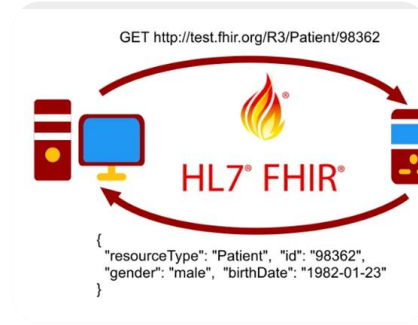 GET http://test.fhir.org/R3/Patient/98362
®
HL7® FHIR®
{
"resourceType": "Patient", "id": "98362",
"gender": "male", "birthDate": "1982-01-23"
}